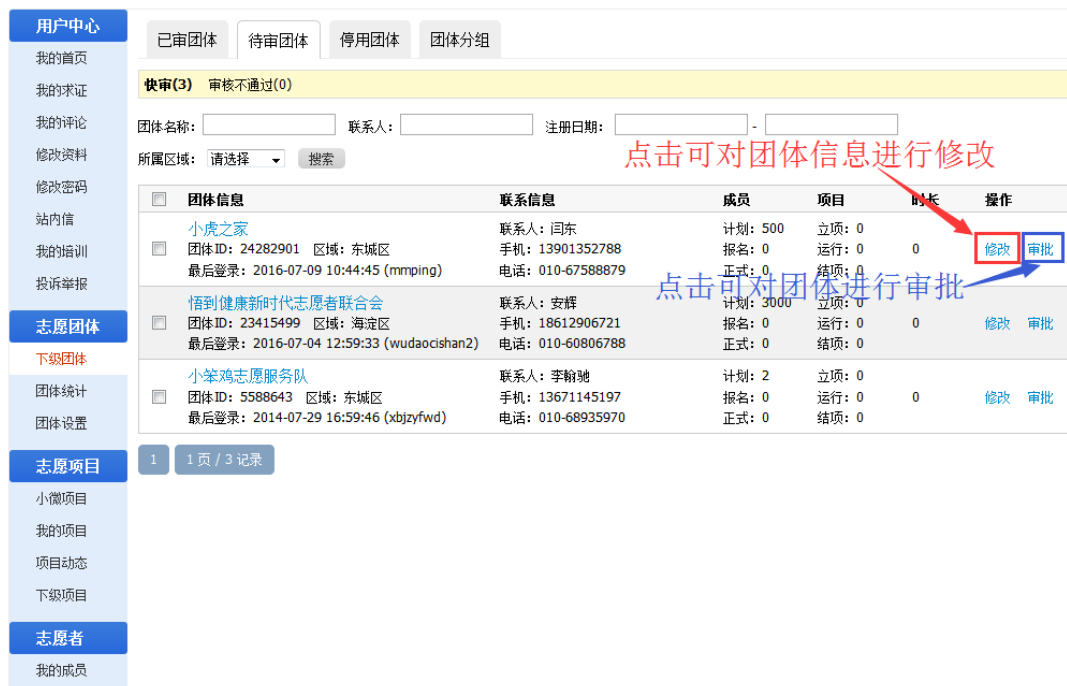 用户中心
我的首页
我的求证
我的评论
修改资料
修改密码
站内信
我的培训
投诉举报
志愿团体
下级团体
团体统计
团体设置
志愿项目
小微项目
我的项目
项目动态
下级项目
志愿者
我的成员
已审团体 待审团体 停用团体 团体分组
快审(3) 审核不通过(0)
团体名称: 联系人: 注册日期: -
所属区域: 请选择 搜索
点击可对团体信息进行修改
团体信息 联系信息 成员 项目 时长 操作
小虎之家 联系人: 闫东 计划: 500 立项: 0
团体ID: 24282901 区域: 东城区 手机: 13901352788 报名: 0 运行: 0 0 修改 审批
最后登录: 2016-07-09 10:44:45 (mmping) 电话: 010-67588879 正式: 0 结项: 0
点击可对团体进行审批
悟到健康新时代志愿者联合会 联系人: 安辉 计划: 3000 立项: 0
团体ID: 23415499 区域: 海淀区 手机: 18612906721 报名: 0 运行: 0 0 修改 审批
最后登录: 2016-07-04 12:59:33 (wudaocishan2) 电话: 010-60806788 正式: 0 结项: 0
小笨鸡志愿服务队 联系人: 李翰驰 计划: 2 立项: 0
团体ID: 5588643 区域: 东城区 手机: 13671145197 报名: 0 运行: 0 0 修改 审批
最后登录: 2014-07-29 16:59:46 (xbjzyfwd) 电话: 010-68935970 正式: 0 结项: 0
1 1 页 / 3 记录